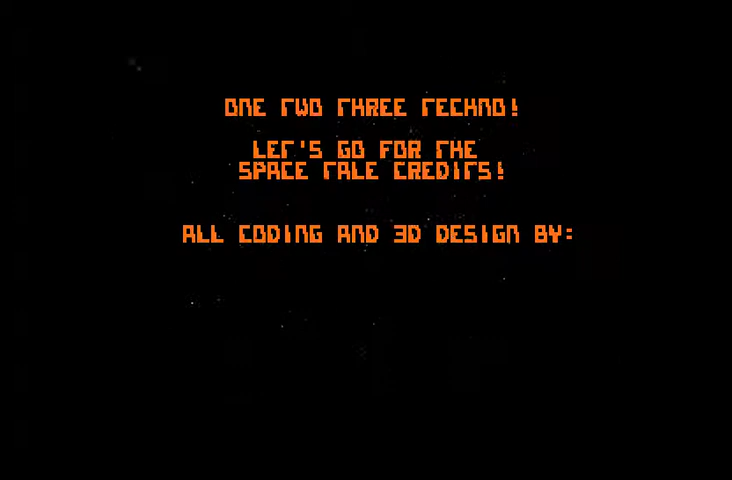 ONE TWO THREE TECHNO!
LET'S GO FOR THE
SPACE TALE CREDITS!
ALL CODING AND 3D DESIGN BY: